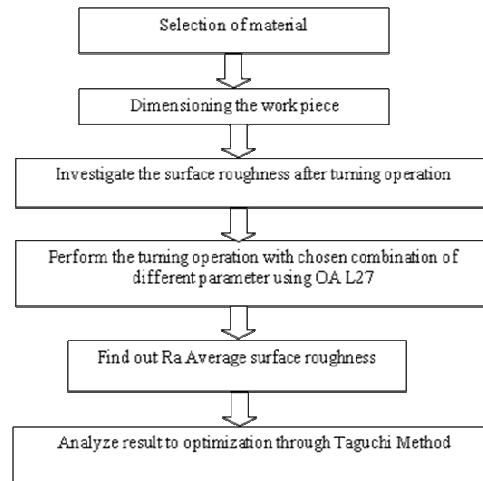 Selection of material
Dimensioning the work piece
Investigate the surface roughness after turning operation
Perform the turning operation with chosen combination of
different parameter using OA L27
Find out Ra Average surface roughness
Analyze result to optimization through Taguchi Method